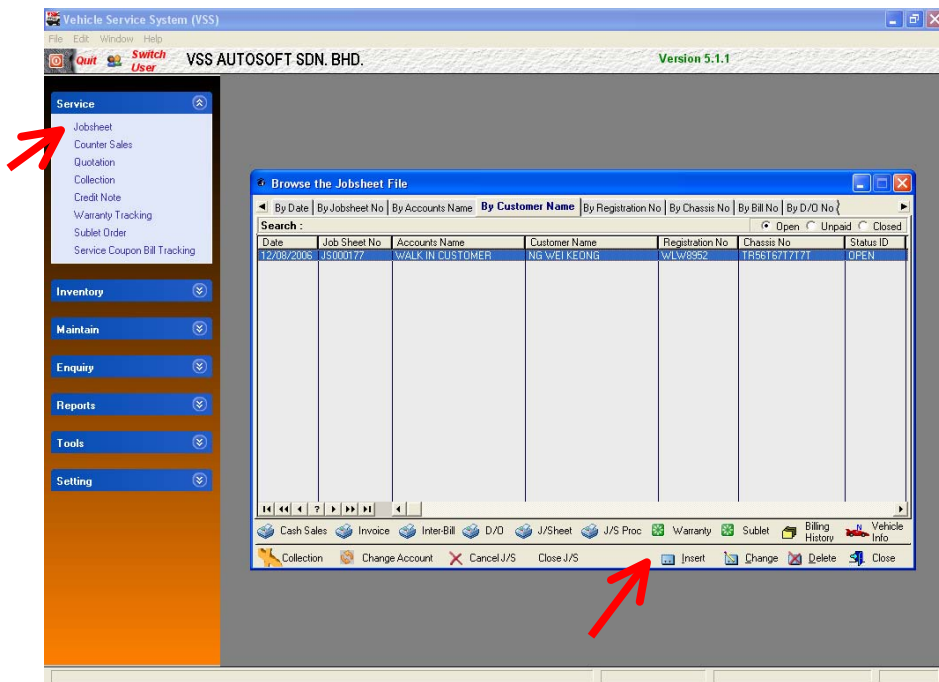 Vehicle Service System (VSS)
File Edit Window Help
Quit Switch User VSS AUTOSOFT SDN. BHD. Version 5.1.1
Service
Jobsheet
Counter Sales
Quotation
Collection
Credit Note
Warranty Tracking
Sublet Order
Service Coupon Bill Tracking
Inventory
Maintain
Enquiry
Reports
Tools
Setting
Browse the Jobsheet File
By Date By Jobsheet No By Accounts Name By Customer Name By Registration No By Chassis No By Bill No By D/O No
Search : Open Unpaid Closed
Date Job Sheet No Accounts Name Customer Name Registration No Chassis No Status ID
12/08/2006 JS000177 WALK IN CUSTOMER NG WEI KEONG WLW8952 TR56T67T7T7T OPEN
?
Cash Sales Invoice Inter-Bill D/O J/Sheet J/S Proc Warranty Sublet Billing History Vehicle Info
Collection Change Account Cancel J/S Close J/S Insert Change Delete Close